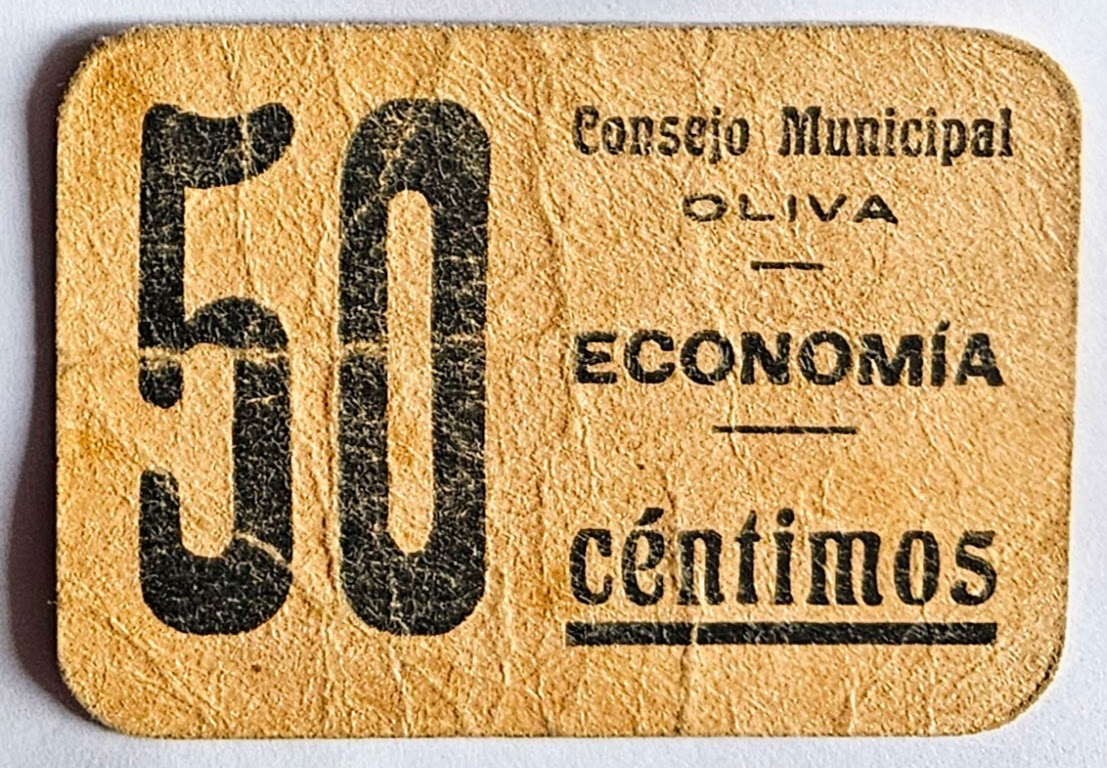 50
Consejo Municipal
OLIVA
ECONOMÍA
céntimos